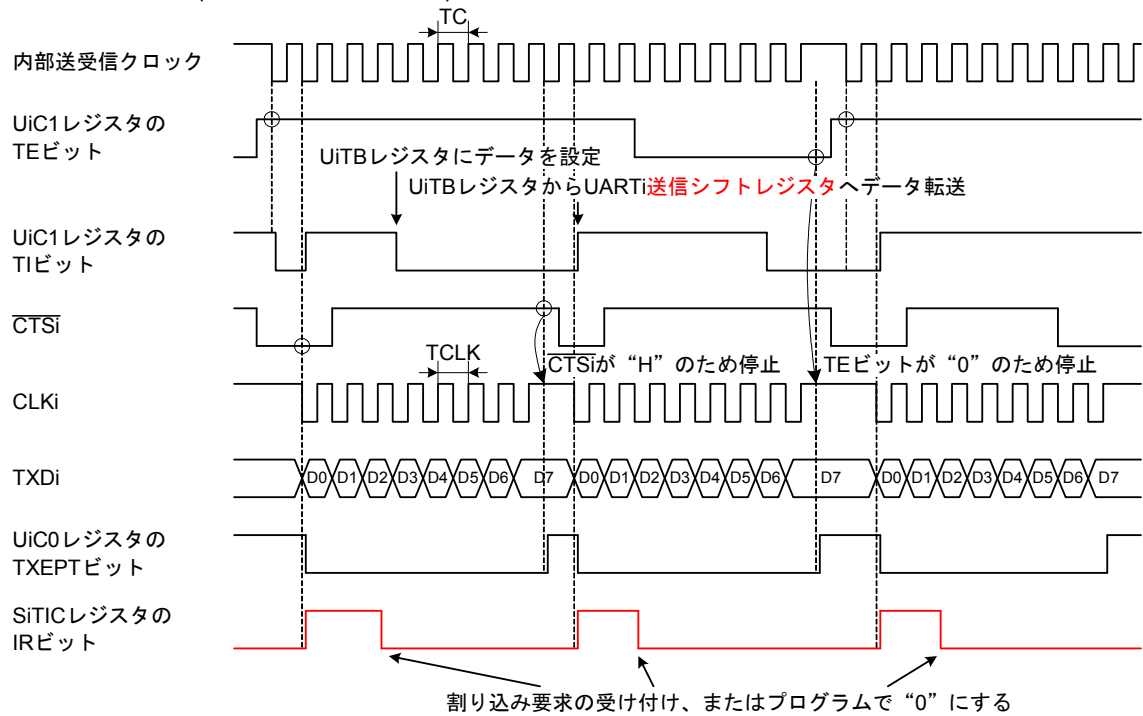 TC
内部送受信クロック
UiC1レジスタの
TEビット
UiTBレジスタにデータを設定
UiTBレジスタからUARTi送信シフトレジスタへデータ転送
UiC1レジスタの
TIビット
CTSi
TCLK
CTSiが“H”のため停止
TEビットが“0”のため停止
CLKi
TXDi
D0 D1 D2 D3 D4 D5 D6 D7 D0 D1 D2 D3 D4 D5 D6 D7 D0 D1 D2 D3 D4 D5 D6 D7
UiC0レジスタの
TXEPTビット
SiTICレジスタの
IRビット
割り込み要求の受け付け、またはプログラムで“0”にする